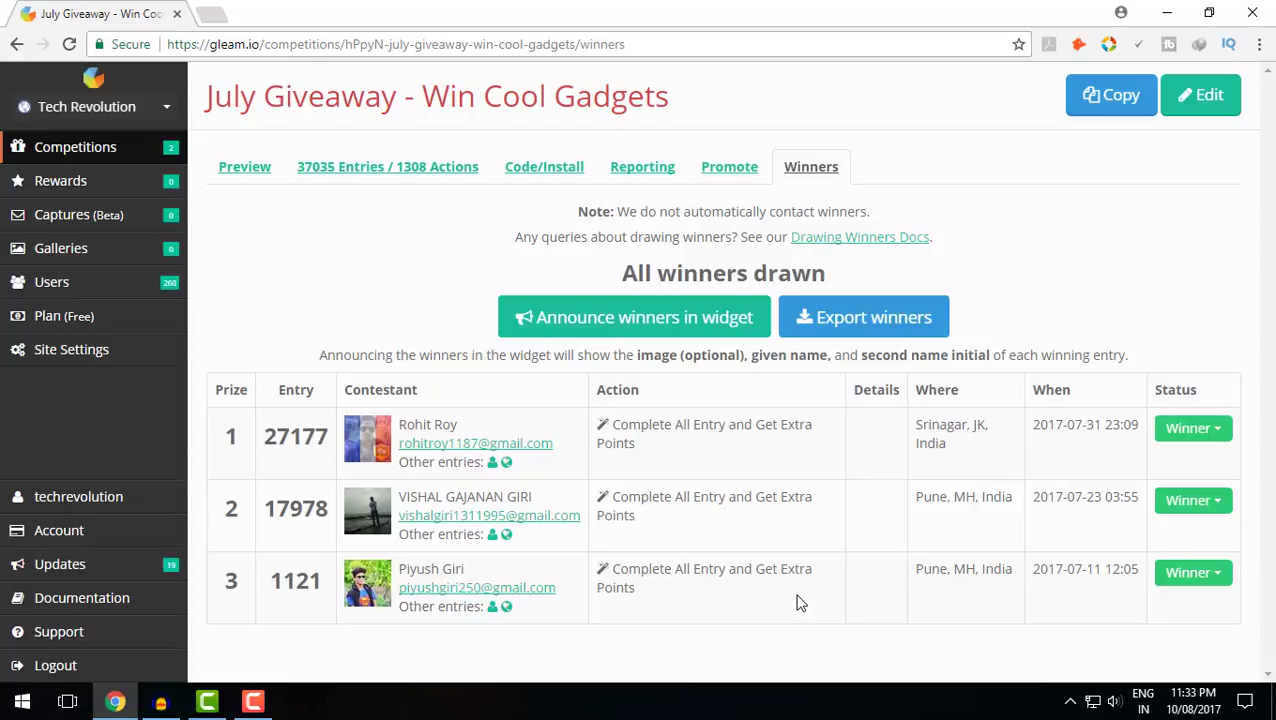 July Giveaway - Win Coo
Secure https://gleam.io/competitions/hPpyN-july-giveaway-win-cool-gadgets/winners
IQ
Tech Revolution
Competitions 2
Rewards 0
Captures (Beta) 0
Galleries 0
Users 260
Plan (Free)
Site Settings
techrevolution
Account
Updates 19
Documentation
Support
Logout
July Giveaway - Win Cool Gadgets
Copy Edit
Preview 37035 Entries / 1308 Actions Code/Install Reporting Promote Winners
Note: We do not automatically contact winners.
Any queries about drawing winners? See our Drawing Winners Docs.
All winners drawn
Announce winners in widget Export winners
Announcing the winners in the widget will show the image (optional), given name, and second name initial of each winning entry.
Prize Entry Contestant Action Details Where When Status
1 27177 Rohit Roy Complete All Entry and Get Extra Srinagar, JK, 2017-07-31 23:09 Winner
rohitroy1187@gmail.com Points India
Other entries:
2 17978 VISHAL GAJANAN GIRI Complete All Entry and Get Extra Pune, MH, India 2017-07-23 03:55 Winner
vishalgiri1311995@gmail.com Points
Other entries:
3 1121 Piyush Giri Complete All Entry and Get Extra Pune, MH, India 2017-07-11 12:05 Winner
piyushgiri250@gmail.com Points
Other entries:
ENG 11:33 PM
IN 10/08/2017